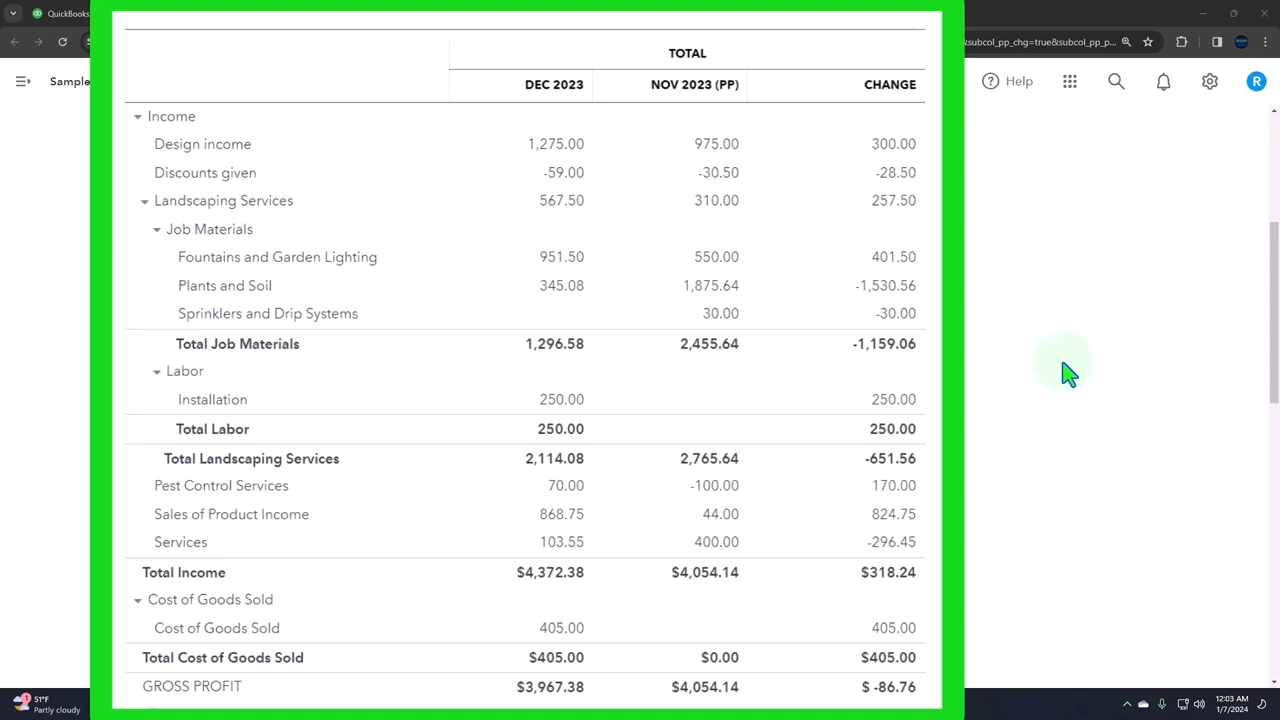 QuickBooks
&subcol_pp_chg=true&subcol_pp_p...
Sample
Help
R
TOTAL
DEC 2023 NOV 2023 (PP) CHANGE
Income
Design income 1,275.00 975.00 300.00
Discounts given -59.00 -30.50 -28.50
Landscaping Services 567.50 310.00 257.50
Job Materials
Fountains and Garden Lighting 951.50 550.00 401.50
Plants and Soil 345.08 1,875.64 -1,530.56
Sprinklers and Drip Systems 30.00 -30.00
Total Job Materials 1,296.58 2,455.64 -1,159.06
Labor
Installation 250.00 250.00
Total Labor 250.00 250.00
Total Landscaping Services 2,114.08 2,765.64 -651.56
Pest Control Services 70.00 -100.00 170.00
Sales of Product Income 868.75 44.00 824.75
Services 103.55 400.00 -296.45
Total Income $4,372.38 $4,054.14 $318.24
Cost of Goods Sold
Cost of Goods Sold 405.00 405.00
Total Cost of Goods Sold $405.00 $0.00 $405.00
GROSS PROFIT $3,967.38 $4,054.14 $ -86.76
1
51°F
Partly cloudy
12:03 AM
1/7/2024